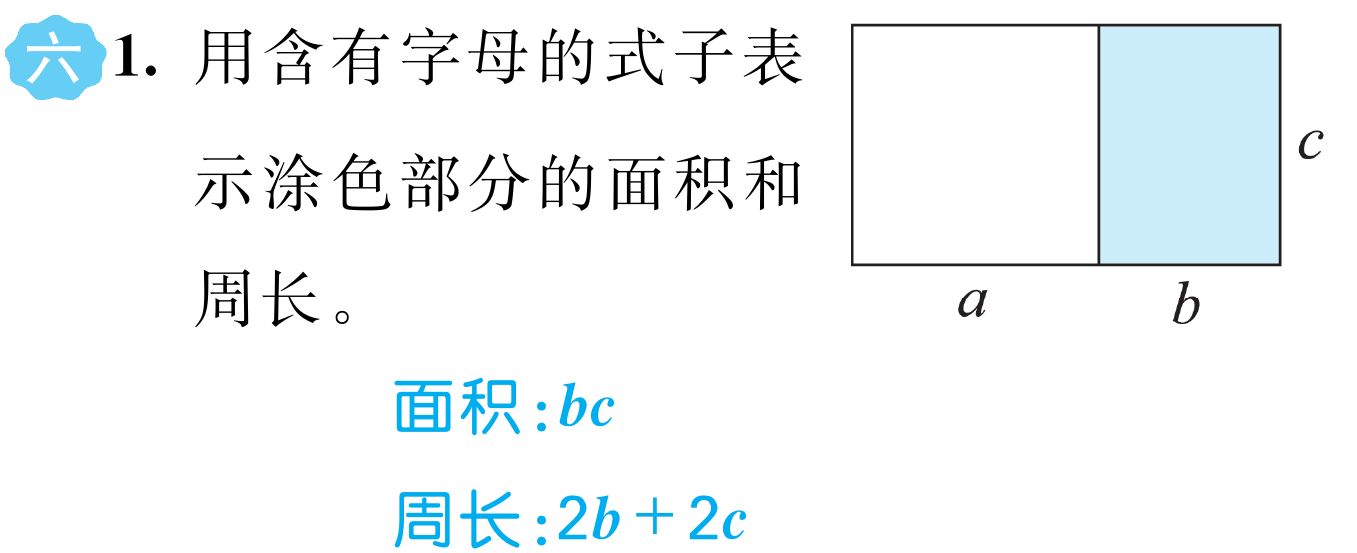 六 1. 用含有字母的式子表
示涂色部分的面积和
周长。
c
a b
面积:bc
周长:2b+2c